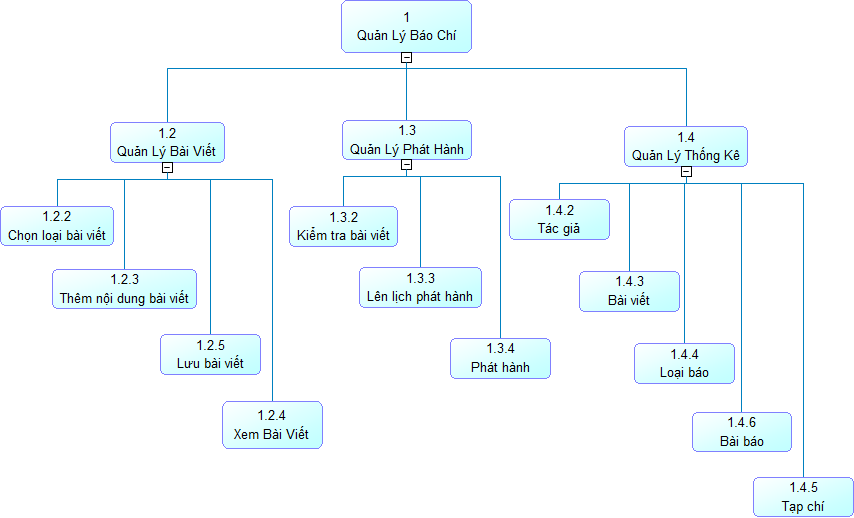 1
Quản Lý Báo Chí
1.2
Quản Lý Bài Viết
1.3
Quản Lý Phát Hành
1.4
Quản Lý Thống Kê
1.2.2
Chọn loại bài viết
1.2.3
Thêm nội dung bài viết
1.2.5
Lưu bài viết
1.2.4
Xem Bài Viết
1.3.2
Kiểm tra bài viết
1.3.3
Lên lịch phát hành
1.3.4
Phát hành
1.4.2
Tác giả
1.4.3
Bài viết
1.4.4
Loại báo
1.4.6
Bài báo
1.4.5
Tạp chí